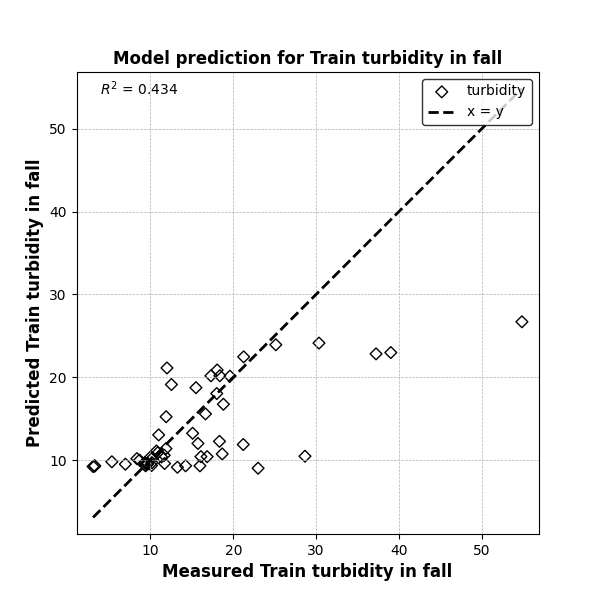 Model prediction for Train turbidity in fall
R² = 0.434
turbidity
x = y
Predicted Train turbidity in fall
50
40
30
20
10
10 20 30 40 50
Measured Train turbidity in fall